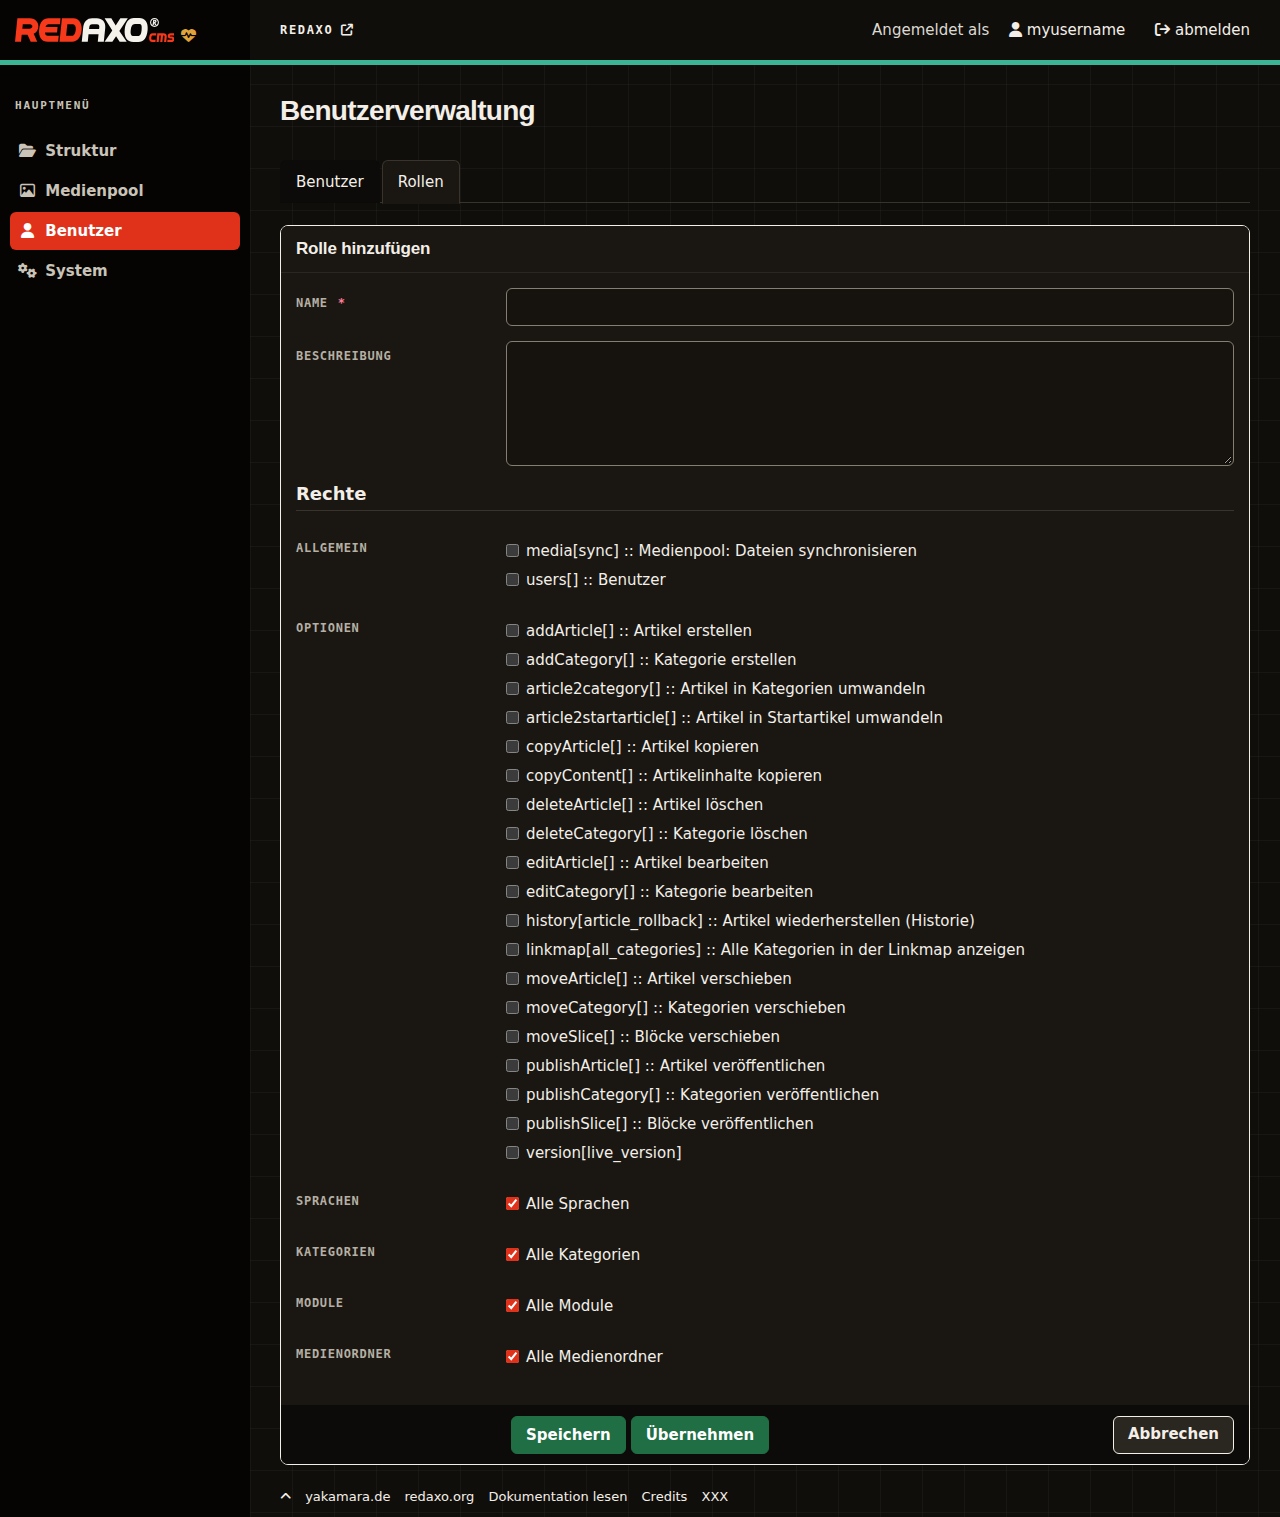 REDAXO® cms
REDAXO
Angemeldet als myusername abmelden
HAUPTMENÜ
Struktur
Medienpool
Benutzer
System
Benutzerverwaltung
Benutzer Rollen
Rolle hinzufügen
NAME *
BESCHREIBUNG
Rechte
ALLGEMEIN
media[sync] :: Medienpool: Dateien synchronisieren
users[] :: Benutzer
OPTIONEN
addArticle[] :: Artikel erstellen
addCategory[] :: Kategorie erstellen
article2category[] :: Artikel in Kategorien umwandeln
article2startarticle[] :: Artikel in Startartikel umwandeln
copyArticle[] :: Artikel kopieren
copyContent[] :: Artikelinhalte kopieren
deleteArticle[] :: Artikel löschen
deleteCategory[] :: Kategorie löschen
editArticle[] :: Artikel bearbeiten
editCategory[] :: Kategorie bearbeiten
history[article_rollback] :: Artikel wiederherstellen (Historie)
linkmap[all_categories] :: Alle Kategorien in der Linkmap anzeigen
moveArticle[] :: Artikel verschieben
moveCategory[] :: Kategorien verschieben
moveSlice[] :: Blöcke verschieben
publishArticle[] :: Artikel veröffentlichen
publishCategory[] :: Kategorien veröffentlichen
publishSlice[] :: Blöcke veröffentlichen
version[live_version]
SPRACHEN
Alle Sprachen
KATEGORIEN
Alle Kategorien
MODULE
Alle Module
MEDIENORDNER
Alle Medienordner
Speichern Übernehmen Abbrechen
yakamara.de redaxo.org Dokumentation lesen Credits XXX